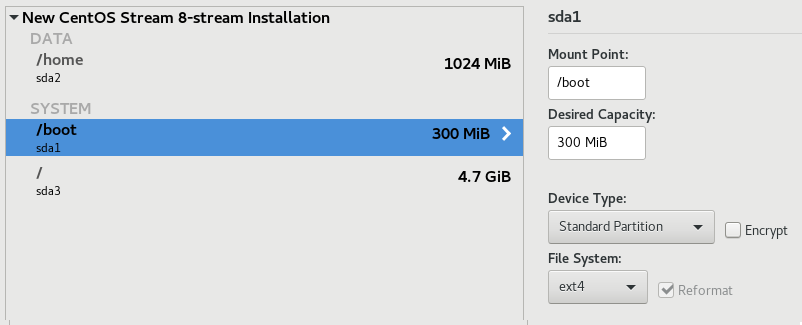 New CentOS Stream 8-stream Installation
DATA
/home
1024 MiB
sda2
SYSTEM
/boot
300 MiB
sda1
/
4.7 GiB
sda3
sda1
Mount Point:
/boot
Desired Capacity:
300 MiB
Device Type:
Standard Partition
Encrypt
File System:
ext4
Reformat